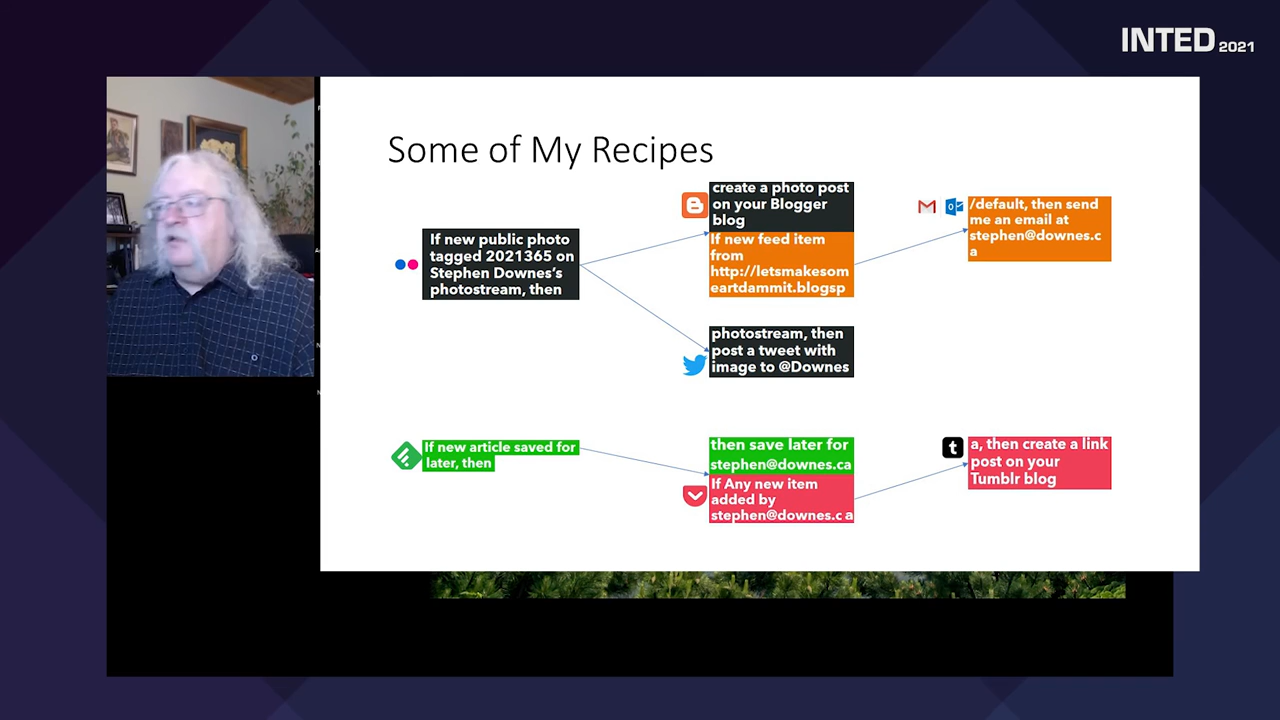 INTED 2021
Some of My Recipes
If new public photo
tagged 2021365 on
Stephen Downes's
photostream, then
create a photo post
on your Blogger
blog
If new feed item
from
http://letsmakesom
eartdammit.blogsp
/default, then send
me an email at
stephen@downes.c
a
photostream, then
post a tweet with
image to @Downes
If new article saved for
later, then
then save later for
stephen@downes.ca
If Any new item
added by
stephen@downes.c a
a, then create a link
post on your
Tumblr blog